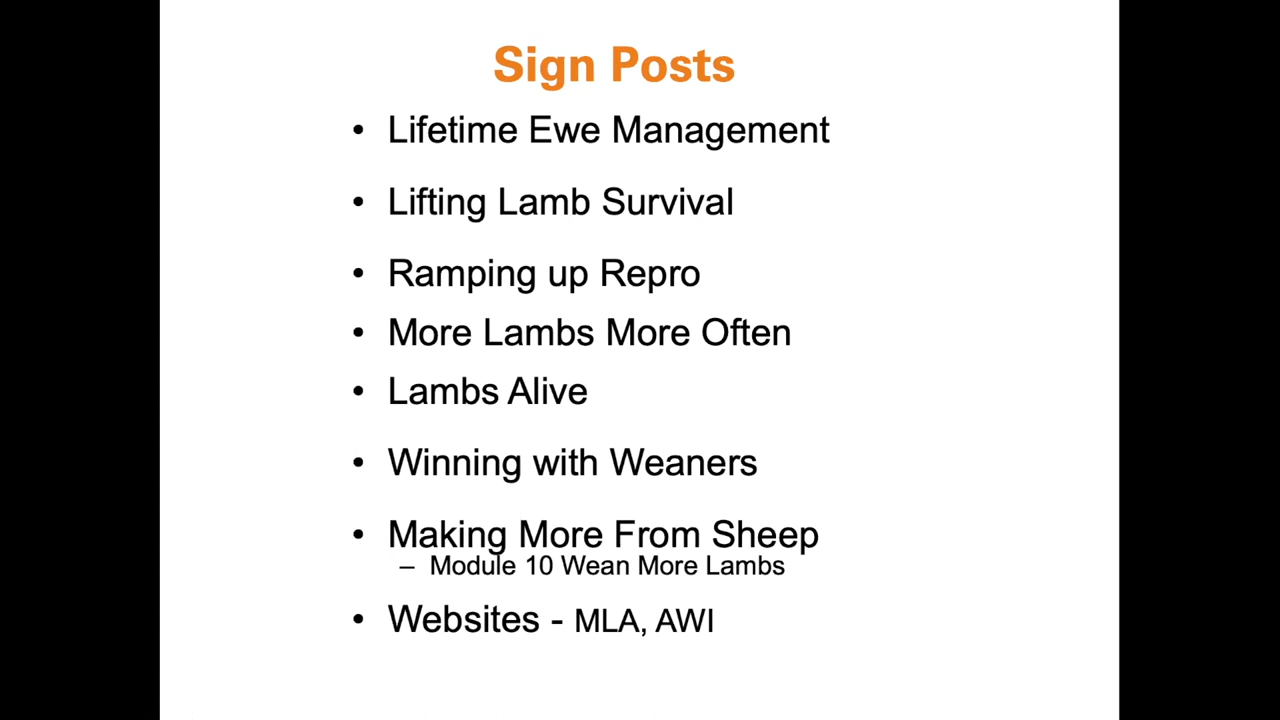 Sign Posts
• Lifetime Ewe Management
• Lifting Lamb Survival
• Ramping up Repro
• More Lambs More Often
• Lambs Alive
• Winning with Weaners
• Making More From Sheep
– Module 10 Wean More Lambs
• Websites - MLA, AWI